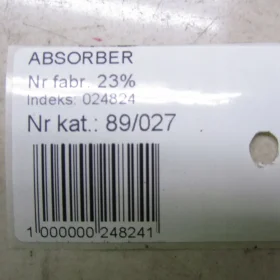 ABSORBER
Nr fabr. 23%
Indeks: 024824
Nr kat.: 89/027
1 000000 248241